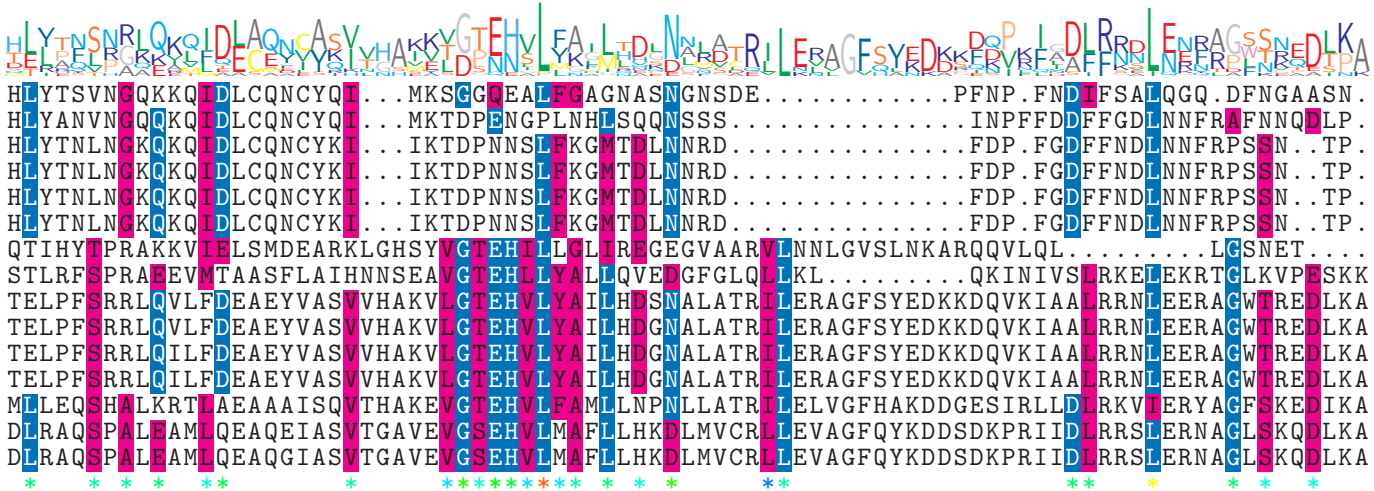 HLYTSVNGQKKQIDLCQNCYQI...MKSGGQEALFGAGNASNGNSDE............PFNP.FNDIFSALQGQ.DFNGAASN.
HLYANVNGQQKQIDLCQNCYQI...MKTDPENGPLNHLSQQNSSS...............INPFFDDFFGDLNNFRAFNNQDLP.
HLYTNLNGKQKQIDLCQNCYKI...IKTDPNNSLFKGMTDLNNRD...............FDP.FGDFFNDLNNFRPSSN..TP.
HLYTNLNGKQKQIDLCQNCYKI...IKTDPNNSLFKGMTDLNNRD...............FDP.FGDFFNDLNNFRPSSN..TP.
HLYTNLNGKQKQIDLCQNCYKI...IKTDPNNSLFKGMTDLNNRD...............FDP.FGDFFNDLNNFRPSSN..TP.
HLYTNLNGKQKQIDLCQNCYKI...IKTDPNNSLFKGMTDLNNRD...............FDP.FGDFFNDLNNFRPSSN..TP.
QTIHYTPRAKKVIELSMDEARKLGHSYVGTEHILLGLIREGEGVAARVLNNLGVSLNKARQQVLQL.........LGSNET....
STLRFSPRAEEVMTAASFLAIHNNSEAVGTEHLLYALLQVEDGFGLQLLKL.........QKINIVSLRKELEKRTGLKVPESKK
TELPFSRRLQVLFDEAEYVASVVHAKVLGTEHVLYAILHDSNALATRILERAGFSYEDKKDQVKIAALRRNLEERAGWTREDLKA
TELPFSRRLQVLFDEAEYVASVVHAKVLGTEHVLYAILHDGNALATRILERAGFSYEDKKDQVKIAALRRNLEERAGWTREDLKA
TELPFSRRLQILFDEAEYVASVVHAKVLGTEHVLYAILHDGNALATRILERAGFSYEDKKDQVKIAALRRNLEERAGWTREDLKA
TELPFSRRLQILFDEAEYVASVVHAKVLGTEHVLYAILHDGNALATRILERAGFSYEDKKDQVKIAALRRNLEERAGWTREDLKA
MLLEQSHALKRTLAEAAAISQVTHAKEVGTEHVLFAMLLNPNLLATRILELVGFHAKDDGESIRLLDLRKVIERYAGFSKEDIKA
DLRAQSPALEAMLQEAQEIASVTGAVEVGSEHVLMAFLLHKDLMVCRLLEVAGFQYKDDSDKPRIIDLRRSLERNAGLSKQDLKA
DLRAQSPALEAMLQEAQGIASVTGAVEVGSEHVLMAFLLHKDLMVCRLLEVAGFQYKDDSDKPRIIDLRRSLERNAGLSKQDLKA